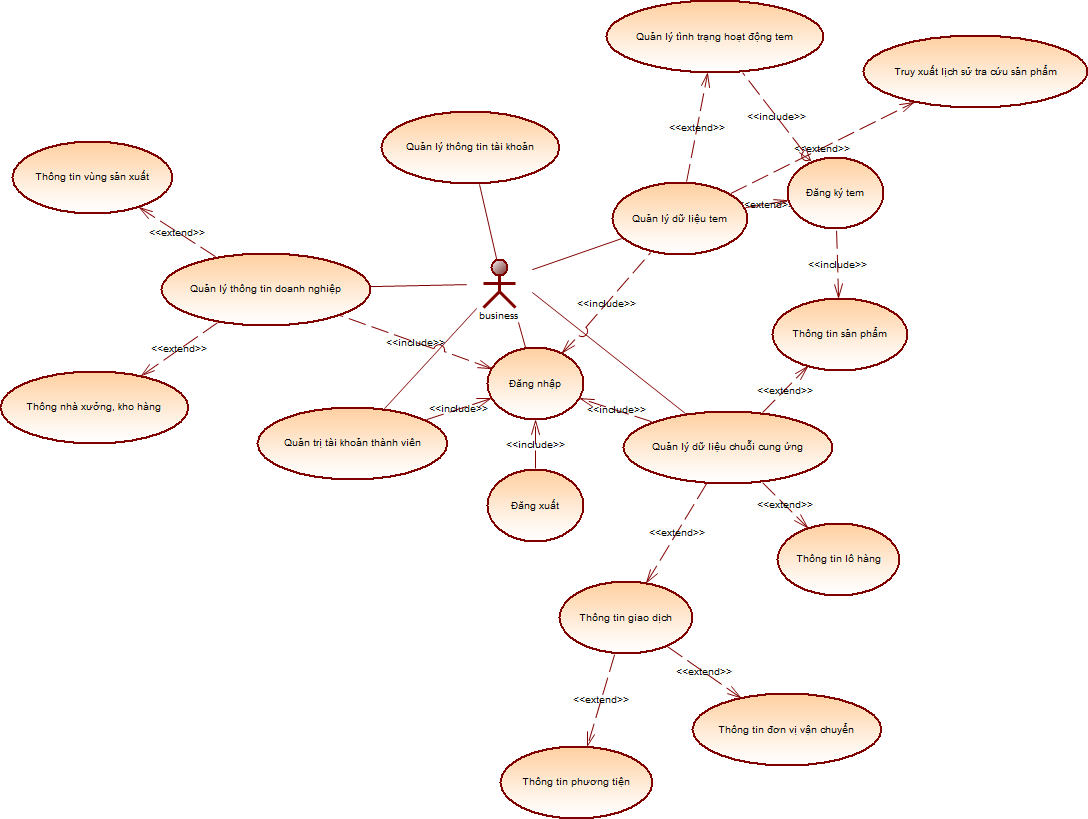 Quản lý tình trạng hoạt động tem
Truy xuất lịch sử tra cứu sản phẩm
<<include>>
<<extend>>
Quản lý thông tin tài khoản
<<extend>>
Thông tin vùng sản xuất
Đăng ký tem
<<extend>>
Quản lý dữ liệu tem
<<extend>>
<<include>>
Quản lý thông tin doanh nghiệp
<<include>>
business
Thông tin sản phẩm
<<include>>
<<extend>>
Đăng nhập
<<extend>>
Thông nhà xưởng, kho hàng
<<include>>
<<include>>
Quản trị tài khoản thành viên
<<include>>
Quản lý dữ liệu chuỗi cung ứng
Đăng xuất
<<extend>>
<<extend>>
Thông tin lô hàng
Thông tin giao dịch
<<extend>>
<<extend>>
Thông tin đơn vị vận chuyển
Thông tin phương tiện